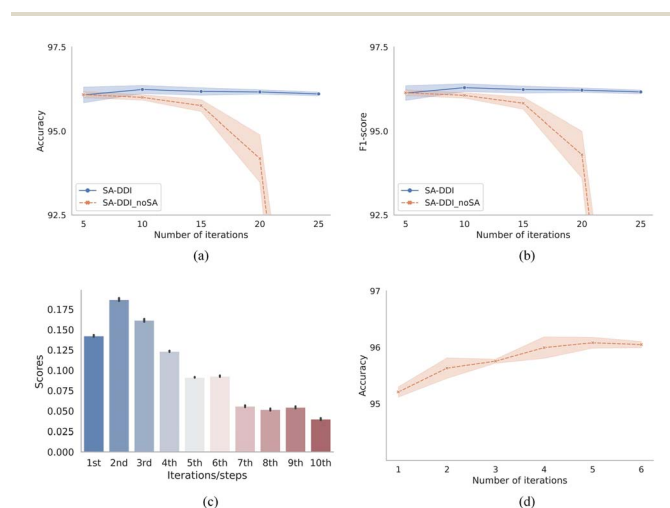 97.5
95.0
92.5
Accuracy
SA-DDI
SA-DDI_noSA
5 10 15 20 25
Number of iterations
(a)
97.5
95.0
92.5
F1-score
SA-DDI
SA-DDI_noSA
5 10 15 20 25
Number of iterations
(b)
0.175
0.150
0.125
0.100
0.075
0.050
0.025
0.000
Scores
1st 2nd 3rd 4th 5th 6th 7th 8th 9th 10th
Iterations/steps
(c)
97
96
95
Accuracy
1 2 3 4 5 6
Number of iterations
(d)